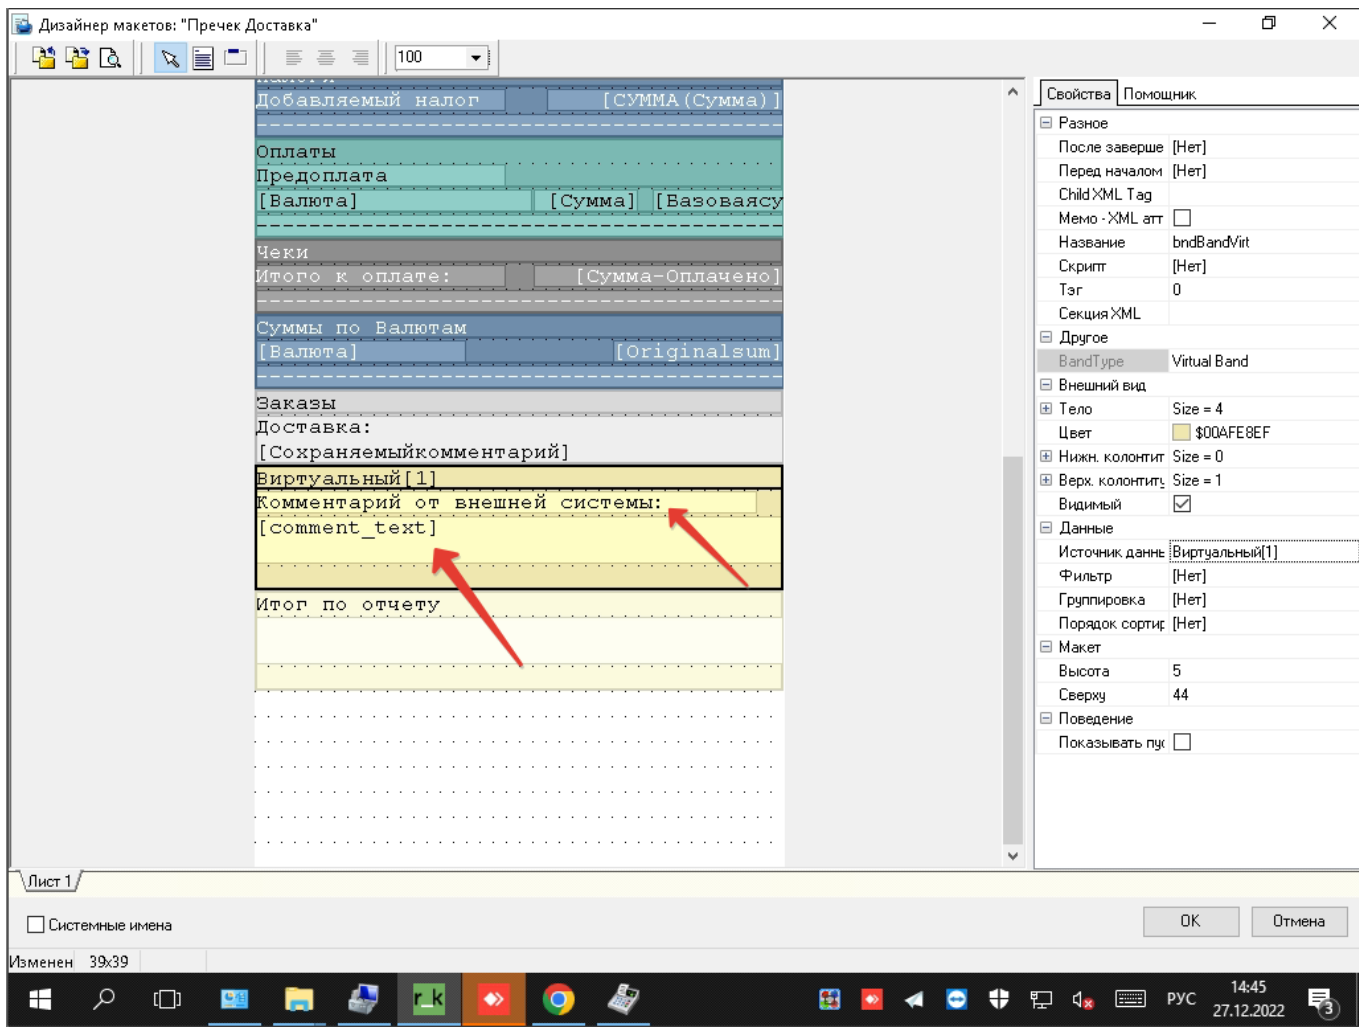 Дизайнер макетов: "Пречек Доставка"
100
Добавляемый налог [СУММА(Сумма)]
Оплаты
Предоплата
[Валюта] [Сумма] [Базоваясу
Чеки
Итого к оплате: [Сумма-Оплачено]
Суммы по Валютам
[Валюта] [Originalsum]
Заказы
Доставка:
[Сохраняемыйкомментарий]
Виртуальный[1]
Комментарий от внешней системы:
[comment_text]
Итог по отчету
Свойства Помощник
Разное
После заверше [Нет]
Перед началом [Нет]
Child XML Tag
Мемо - XML атт
Название bndBandVirt
Скрипт [Нет]
Тэг 0
Секция XML
Другое
BandType Virtual Band
Внешний вид
Тело Size = 4
Цвет $00AFE8EF
Нижн. колонтит Size = 0
Верх. колонтиту Size = 1
Видимый
Данные
Источник данны Виртуальный[1]
Фильтр [Нет]
Группировка [Нет]
Порядок сортир [Нет]
Макет
Высота 5
Сверху 44
Поведение
Показывать пус
Лист 1
Системные имена
OK Отмена
Изменен 39x39
r_k
РУС
14:45
27.12.2022
3